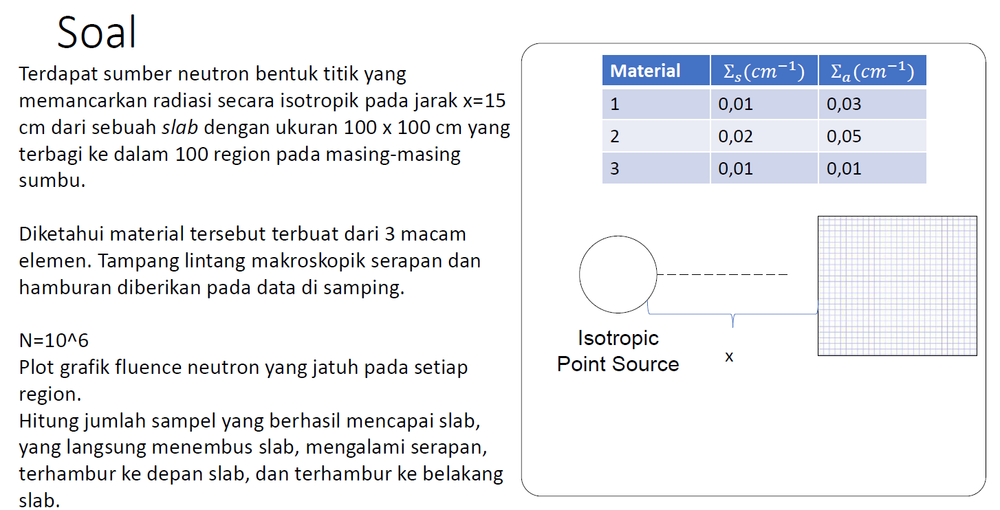 Soal
Terdapat sumber neutron bentuk titik yang
memancarkan radiasi secara isotropik pada jarak x=15
cm dari sebuah slab dengan ukuran 100 x 100 cm yang
terbagi ke dalam 100 region pada masing-masing
sumbu.
Diketahui material tersebut terbuat dari 3 macam
elemen. Tampang lintang makroskopik serapan dan
hamburan diberikan pada data di samping.
N=10^6
Plot grafik fluence neutron yang jatuh pada setiap
region.
Hitung jumlah sampel yang berhasil mencapai slab,
yang langsung menembus slab, mengalami serapan,
terhambur ke depan slab, dan terhambur ke belakang
slab.
Material Σₛ(cm⁻¹) Σₐ(cm⁻¹)
1 0,01 0,03
2 0,02 0,05
3 0,01 0,01
Isotropic
Point Source
x